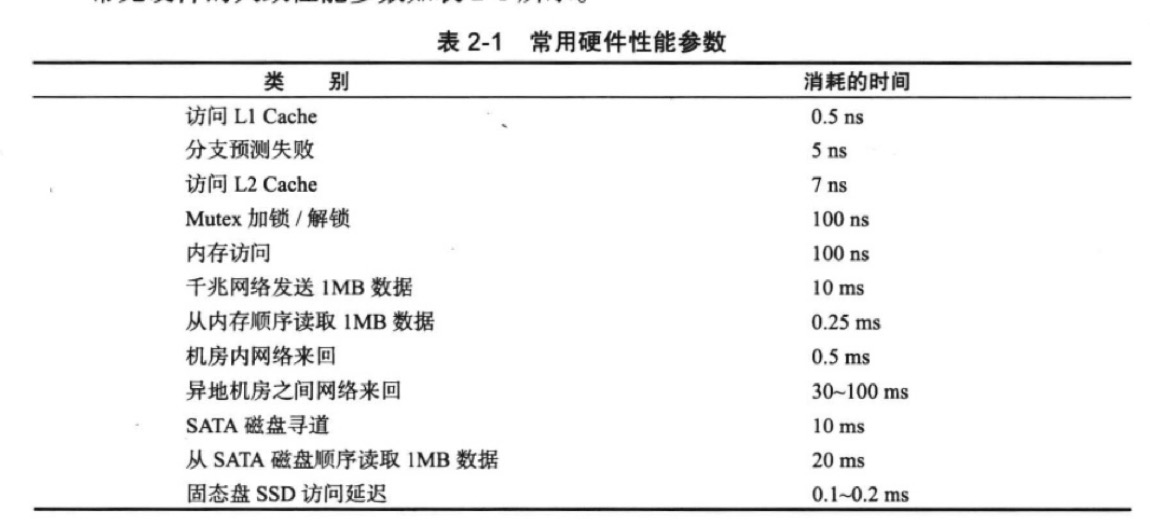 表 2-1 常用硬件性能参数
类 别 消耗的时间
访问 L1 Cache 0.5 ns
分支预测失败 5 ns
访问 L2 Cache 7 ns
Mutex 加锁 / 解锁 100 ns
内存访问 100 ns
千兆网络发送 1MB 数据 10 ms
从内存顺序读取 1MB 数据 0.25 ms
机房内网络来回 0.5 ms
异地机房之间网络来回 30~100 ms
SATA 磁盘寻道 10 ms
从 SATA 磁盘顺序读取 1MB 数据 20 ms
固态盘 SSD 访问延迟 0.1~0.2 ms